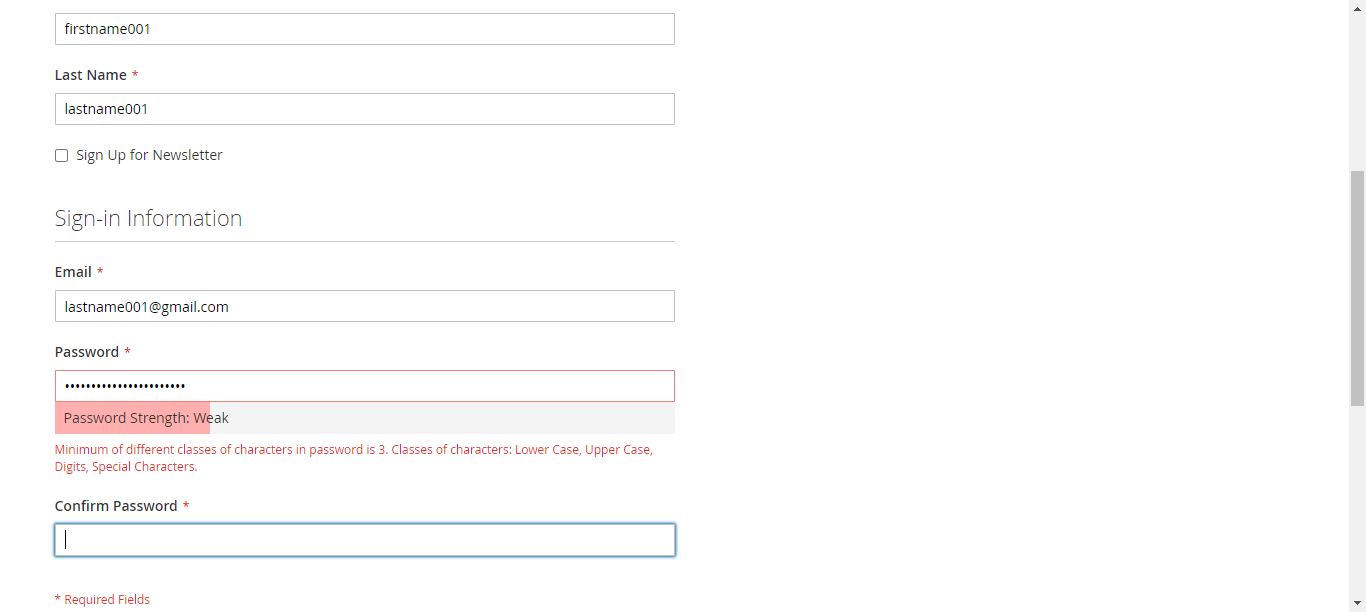 firstname001
Last Name *
lastname001
Sign Up for Newsletter
Sign-in Information
Email *
lastname001@gmail.com
Password *
•••••••••••••••••••••••
Password Strength: Weak
Minimum of different classes of characters in password is 3. Classes of characters: Lower Case, Upper Case,
Digits, Special Characters.
Confirm Password *
* Required Fields